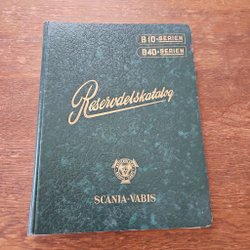 B10-SERIEN
B40-SERIEN
Reservdelskatalog
SCANIA-VABIS